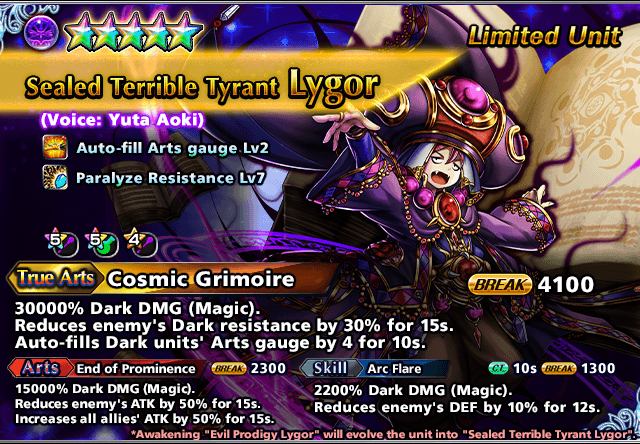 Limited Unit
Sealed Terrible Tyrant Lygor
(Voice: Yuta Aoki)
Auto-fill Arts gauge Lv2
Paralyze Resistance Lv7
5 5 4
True Arts Cosmic Grimoire BREAK 4100
30000% Dark DMG (Magic).
Reduces enemy's Dark resistance by 30% for 15s.
Auto-fills Dark units' Arts gauge by 4 for 10s.
Arts End of Prominence BREAK 2300
15000% Dark DMG (Magic).
Reduces enemy's ATK by 50% for 15s.
Increases all allies' ATK by 50% for 15s.
Skill Arc Flare C.T. 10s BREAK 1300
2200% Dark DMG (Magic).
Reduces enemy's DEF by 10% for 12s.
*Awakening "Evil Prodigy Lygor" will evolve the unit into "Sealed Terrible Tyrant Lygor".